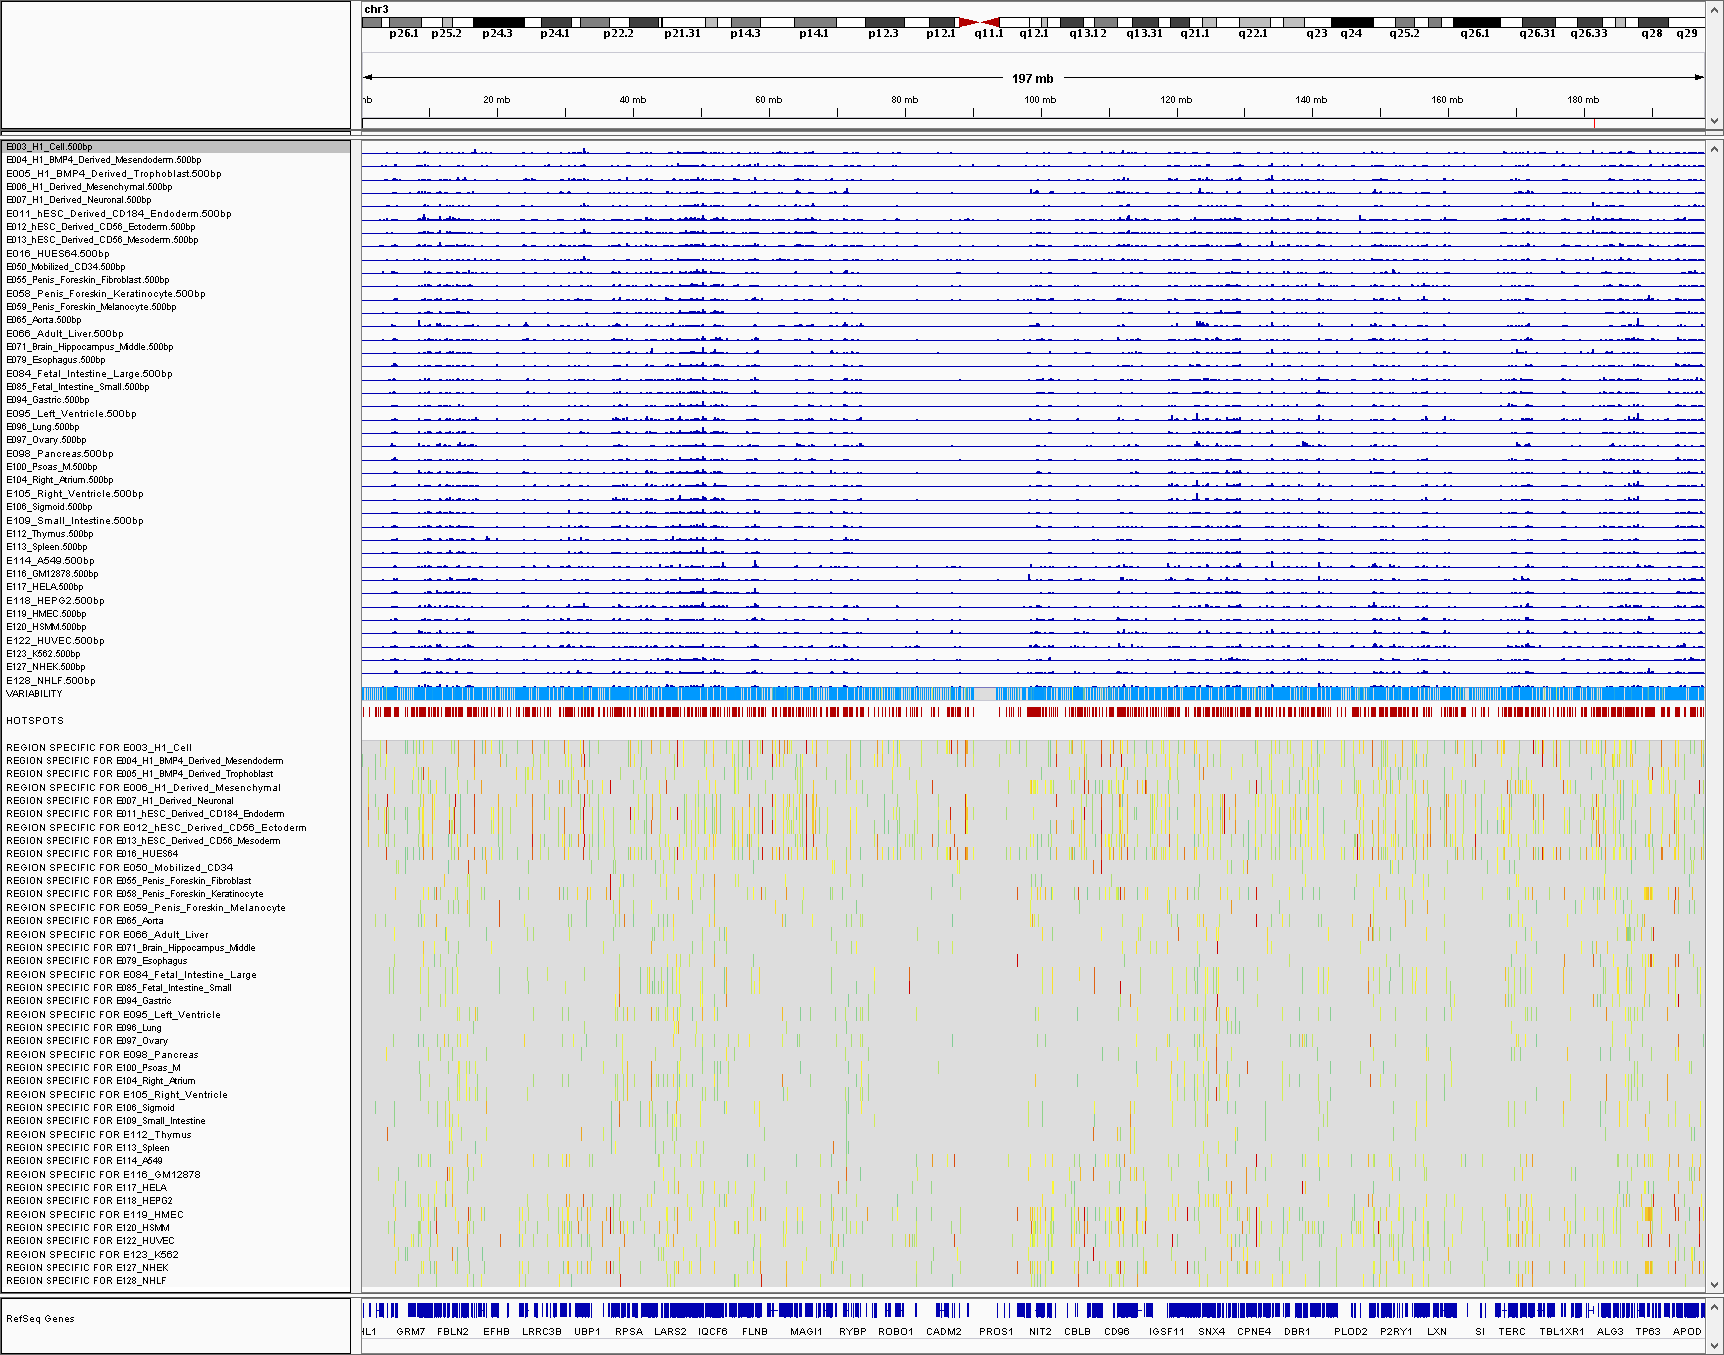 chr3
p26.1 p25.2 p24.3 p24.1 p22.2 p21.31 p14.3 p14.1 p12.3 p12.1 q11.1 q12.1 q13.12 q13.31 q21.1 q22.1 q23 q24 q25.2 q26.1 q26.31 q26.33 q28 q29
197 mb
20 mb 40 mb 60 mb 80 mb 100 mb 120 mb 140 mb 160 mb 180 mb
E003_H1_Cell.500bp
E004_H1_BMP4_Derived_Mesendoderm.500bp
E005_H1_BMP4_Derived_Trophoblast.500bp
E006_H1_Derived_Mesenchymal.500bp
E007_H1_Derived_Neuronal.500bp
E011_hESC_Derived_CD184_Endoderm.500bp
E012_hESC_Derived_CD56_Ectoderm.500bp
E013_hESC_Derived_CD56_Mesoderm.500bp
E016_HUES64.500bp
E050_Mobilized_CD34.500bp
E055_Penis_Foreskin_Fibroblast.500bp
E058_Penis_Foreskin_Keratinocyte.500bp
E059_Penis_Foreskin_Melanocyte.500bp
E065_Aorta.500bp
E066_Adult_Liver.500bp
E071_Brain_Hippocampus_Middle.500bp
E079_Esophagus.500bp
E084_Fetal_Intestine_Large.500bp
E085_Fetal_Intestine_Small.500bp
E094_Gastric.500bp
E095_Left_Ventricle.500bp
E096_Lung.500bp
E097_Ovary.500bp
E098_Pancreas.500bp
E100_Psoas_M.500bp
E104_Right_Atrium.500bp
E105_Right_Ventricle.500bp
E106_Sigmoid.500bp
E109_Small_Intestine.500bp
E112_Thymus.500bp
E113_Spleen.500bp
E114_A549.500bp
E116_GM12878.500bp
E117_HELA.500bp
E118_HEPG2.500bp
E119_HMEC.500bp
E120_HSMM.500bp
E122_HUVEC.500bp
E123_K562.500bp
E127_NHEK.500bp
E128_NHLF.500bp
VARIABILITY
HOTSPOTS
REGION SPECIFIC FOR E003_H1_Cell
REGION SPECIFIC FOR E004_H1_BMP4_Derived_Mesendoderm
REGION SPECIFIC FOR E005_H1_BMP4_Derived_Trophoblast
REGION SPECIFIC FOR E006_H1_Derived_Mesenchymal
REGION SPECIFIC FOR E007_H1_Derived_Neuronal
REGION SPECIFIC FOR E011_hESC_Derived_CD184_Endoderm
REGION SPECIFIC FOR E012_hESC_Derived_CD56_Ectoderm
REGION SPECIFIC FOR E013_hESC_Derived_CD56_Mesoderm
REGION SPECIFIC FOR E016_HUES64
REGION SPECIFIC FOR E050_Mobilized_CD34
REGION SPECIFIC FOR E055_Penis_Foreskin_Fibroblast
REGION SPECIFIC FOR E058_Penis_Foreskin_Keratinocyte
REGION SPECIFIC FOR E059_Penis_Foreskin_Melanocyte
REGION SPECIFIC FOR E065_Aorta
REGION SPECIFIC FOR E066_Adult_Liver
REGION SPECIFIC FOR E071_Brain_Hippocampus_Middle
REGION SPECIFIC FOR E079_Esophagus
REGION SPECIFIC FOR E084_Fetal_Intestine_Large
REGION SPECIFIC FOR E085_Fetal_Intestine_Small
REGION SPECIFIC FOR E094_Gastric
REGION SPECIFIC FOR E095_Left_Ventricle
REGION SPECIFIC FOR E096_Lung
REGION SPECIFIC FOR E097_Ovary
REGION SPECIFIC FOR E098_Pancreas
REGION SPECIFIC FOR E100_Psoas_M
REGION SPECIFIC FOR E104_Right_Atrium
REGION SPECIFIC FOR E105_Right_Ventricle
REGION SPECIFIC FOR E106_Sigmoid
REGION SPECIFIC FOR E109_Small_Intestine
REGION SPECIFIC FOR E112_Thymus
REGION SPECIFIC FOR E113_Spleen
REGION SPECIFIC FOR E114_A549
REGION SPECIFIC FOR E116_GM12878
REGION SPECIFIC FOR E117_HELA
REGION SPECIFIC FOR E118_HEPG2
REGION SPECIFIC FOR E119_HMEC
REGION SPECIFIC FOR E120_HSMM
REGION SPECIFIC FOR E122_HUVEC
REGION SPECIFIC FOR E123_K562
REGION SPECIFIC FOR E127_NHEK
REGION SPECIFIC FOR E128_NHLF
RefSeq Genes
HL1 GRM7 FBLN2 EFHB LRRC3B UBP1 RPSA LARS2 IQCF6 FLNB MAGI1 RYBP ROBO1 CADM2 PROS1 NIT2 CBLB CD96 IGSF11 SNX4 CPNE4 DBR1 PLOD2 P2RY1 LXN SI TERC TBL1XR1 ALG3 TP63 APOD